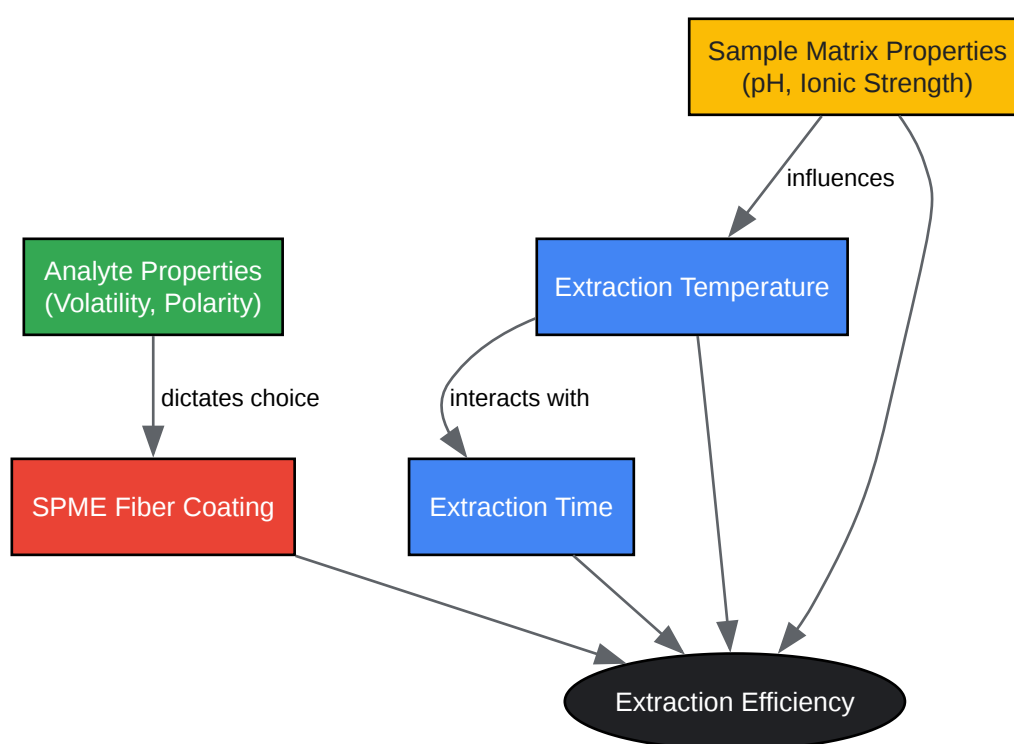 Sample Matrix Properties
(pH, Ionic Strength)
influences
Analyte Properties
(Volatility, Polarity)
Extraction Temperature
dictates choice
interacts with
SPME Fiber Coating
Extraction Time
Extraction Efficiency